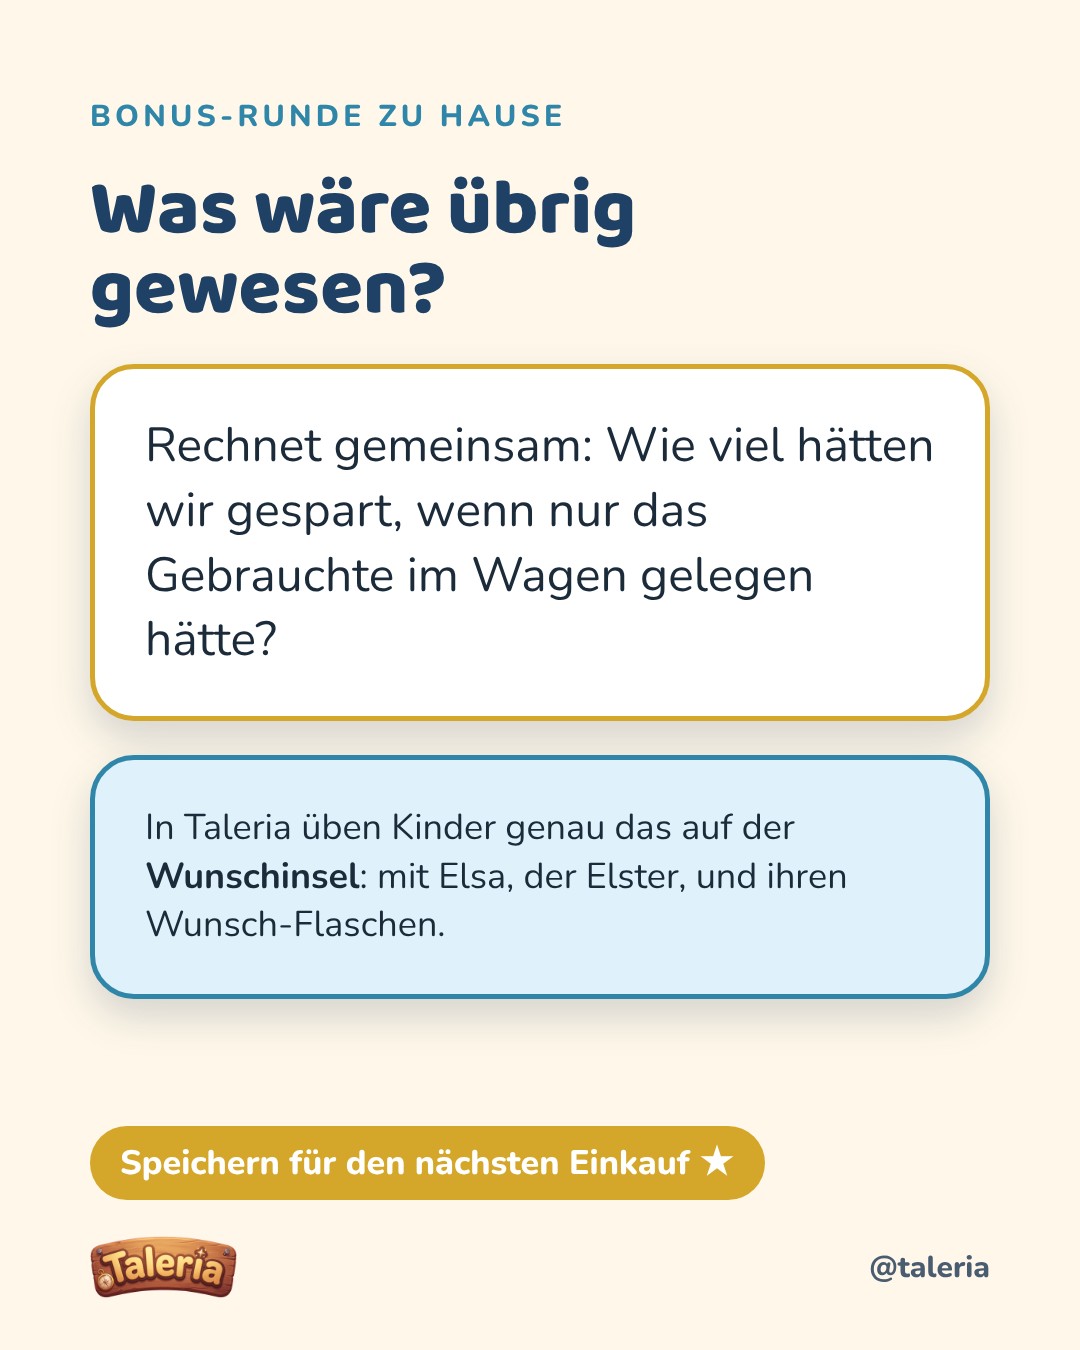 BONUS-RUNDE ZU HAUSE
Was wäre übrig
gewesen?
Rechnet gemeinsam: Wie viel hätten
wir gespart, wenn nur das
Gebrauchte im Wagen gelegen
hätte?
In Taleria üben Kinder genau das auf der
Wunschinsel: mit Elsa, der Elster, und ihren
Wunsch-Flaschen.
Speichern für den nächsten Einkauf ★
Taleria
@taleria